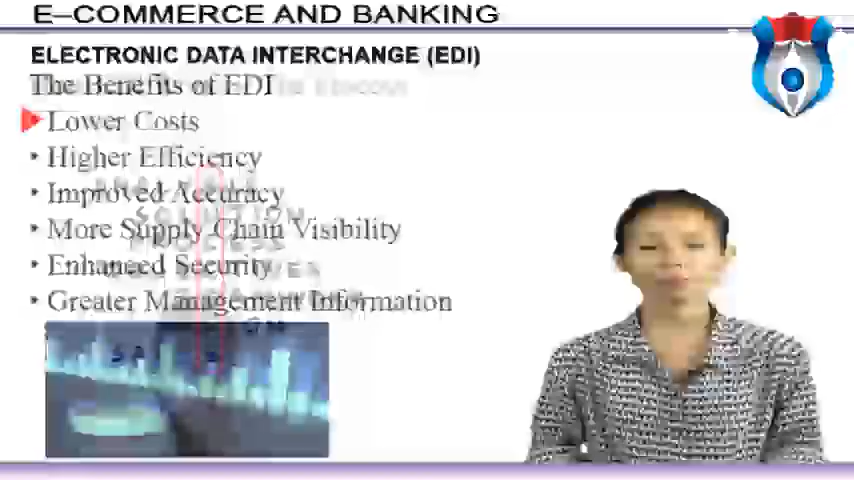 E–COMMERCE AND BANKING
ELECTRONIC DATA INTERCHANGE (EDI)
The Benefits of EDI
Lower Costs
• Higher Efficiency
• Improved Accuracy
• More Supply Chain Visibility
• Enhanced Security
• Greater Management Information